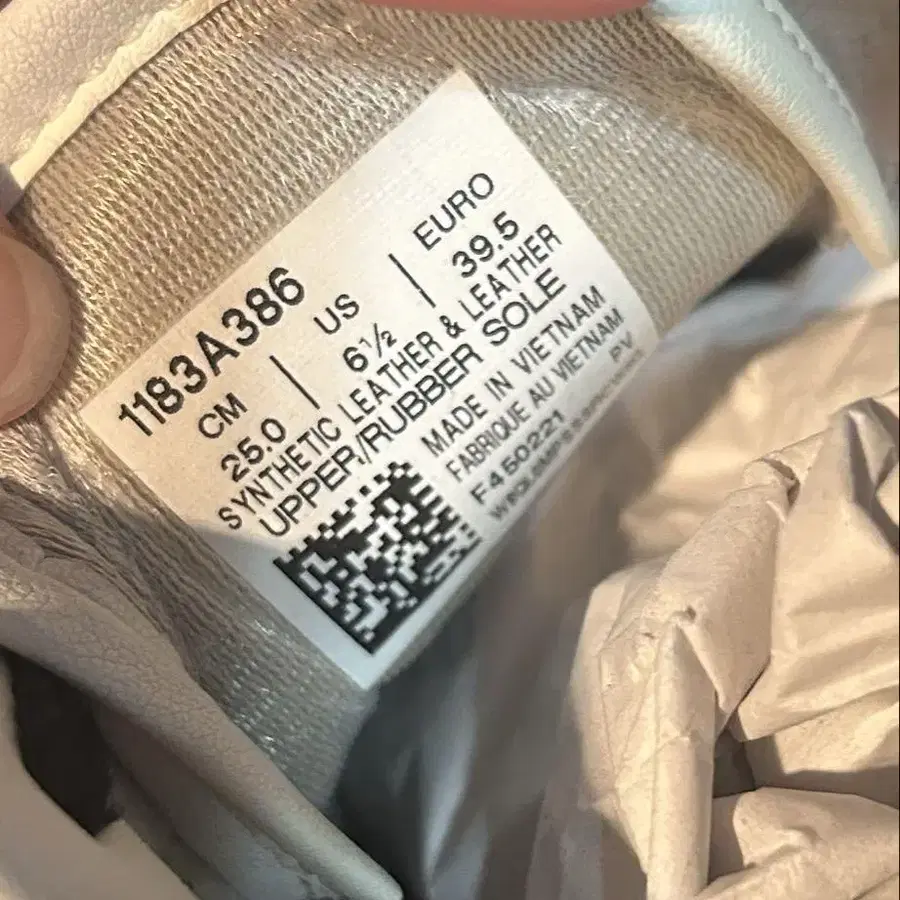 1183A386
CM | US | EURO
25.0 | 6½ | 39.5
SYNTHETIC LEATHER & LEATHER
UPPER/RUBBER SOLE
MADE IN VIETNAM
FABRIQUE AU VIETNAM
F450221 PV